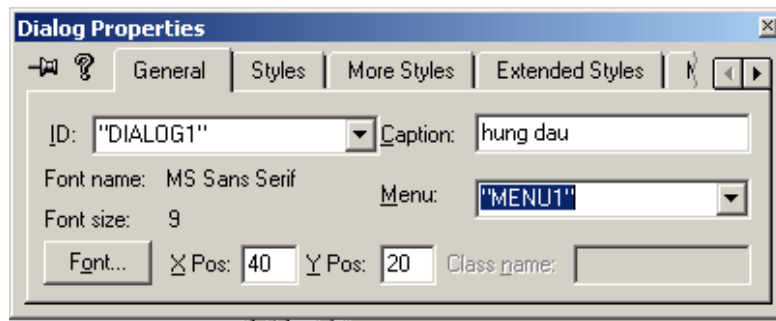 Dialog Properties
General Styles More Styles Extended Styles
ID: "DIALOG1" Caption: hung dau
Font name: MS Sans Serif
Menu: "MENU1"
Font size: 9
Font... X Pos: 40 Y Pos: 20 Class name: